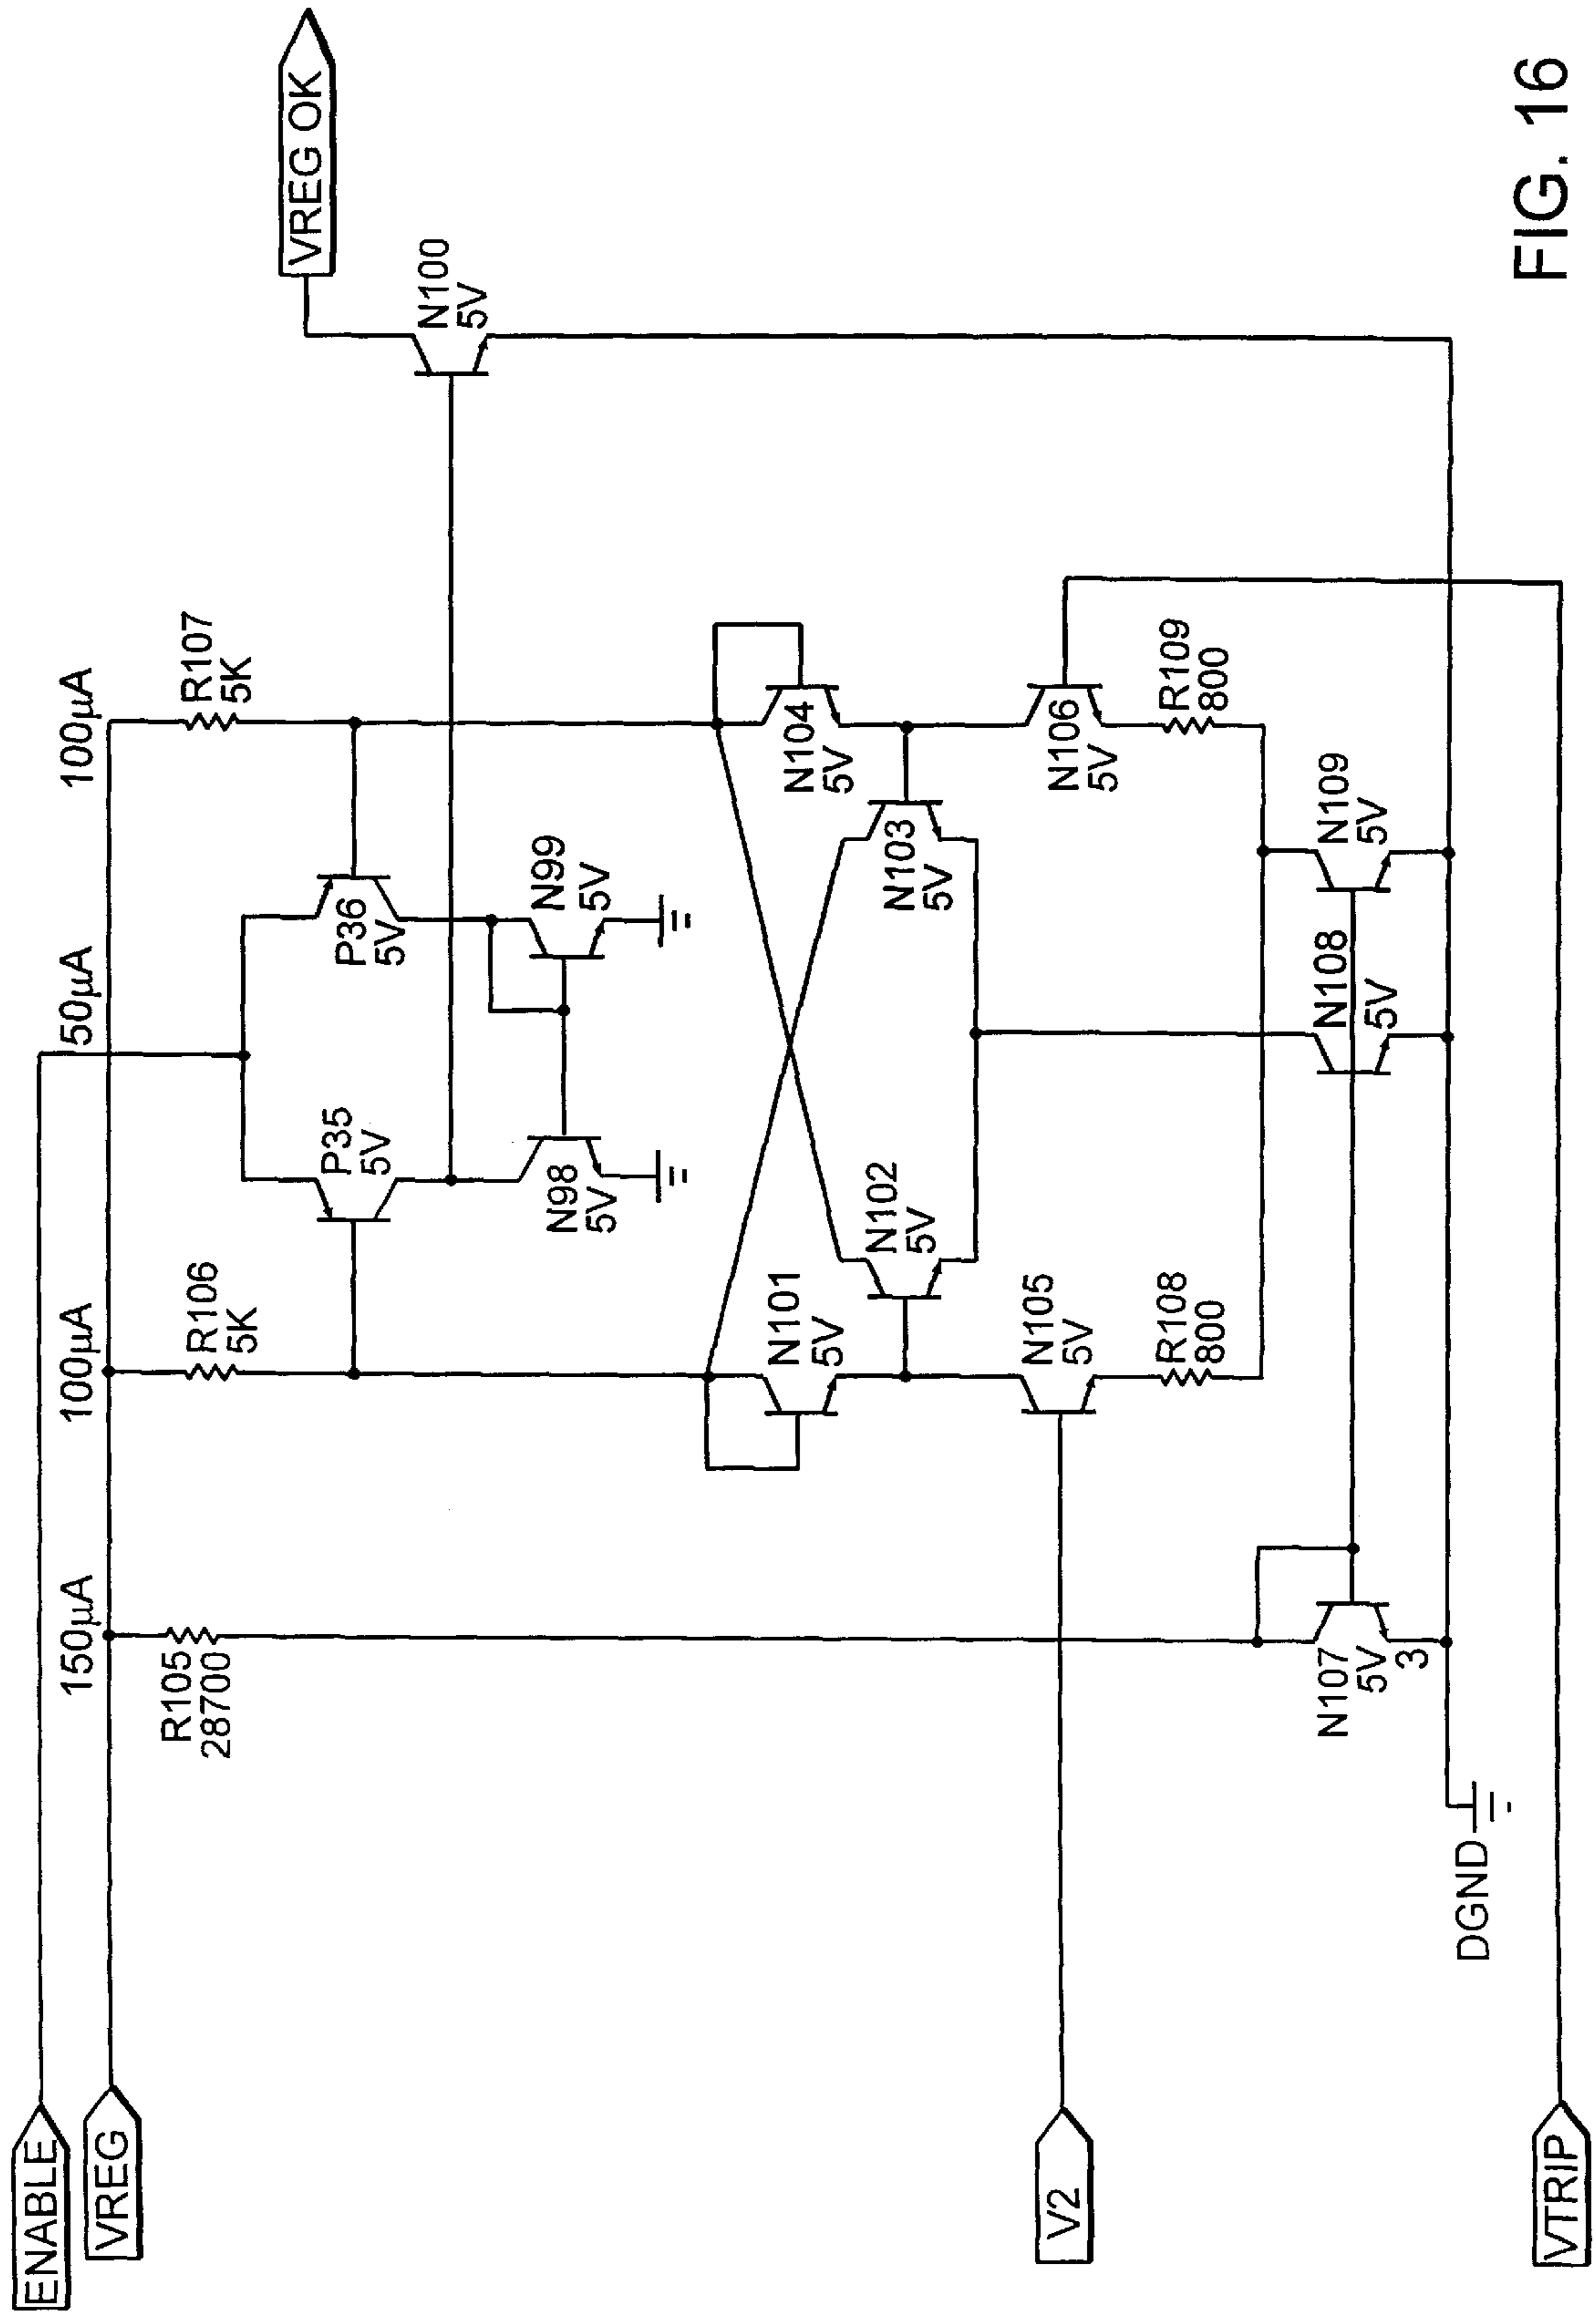 ENABLE
VREG
150µA
100µA
50µA
100µA
R105
28700
R106
5K
R107
5K
P35
5V
P36
5V
VREG OK
N100
5V
N98
5V
N99
5V
N101
5V
N102
5V
N103
5V
N104
5V
V2
N105
5V
N106
5V
R108
800
R109
800
N107
5V
3
N108
5V
N109
5V
DGND
VTRIP
FIG. 16